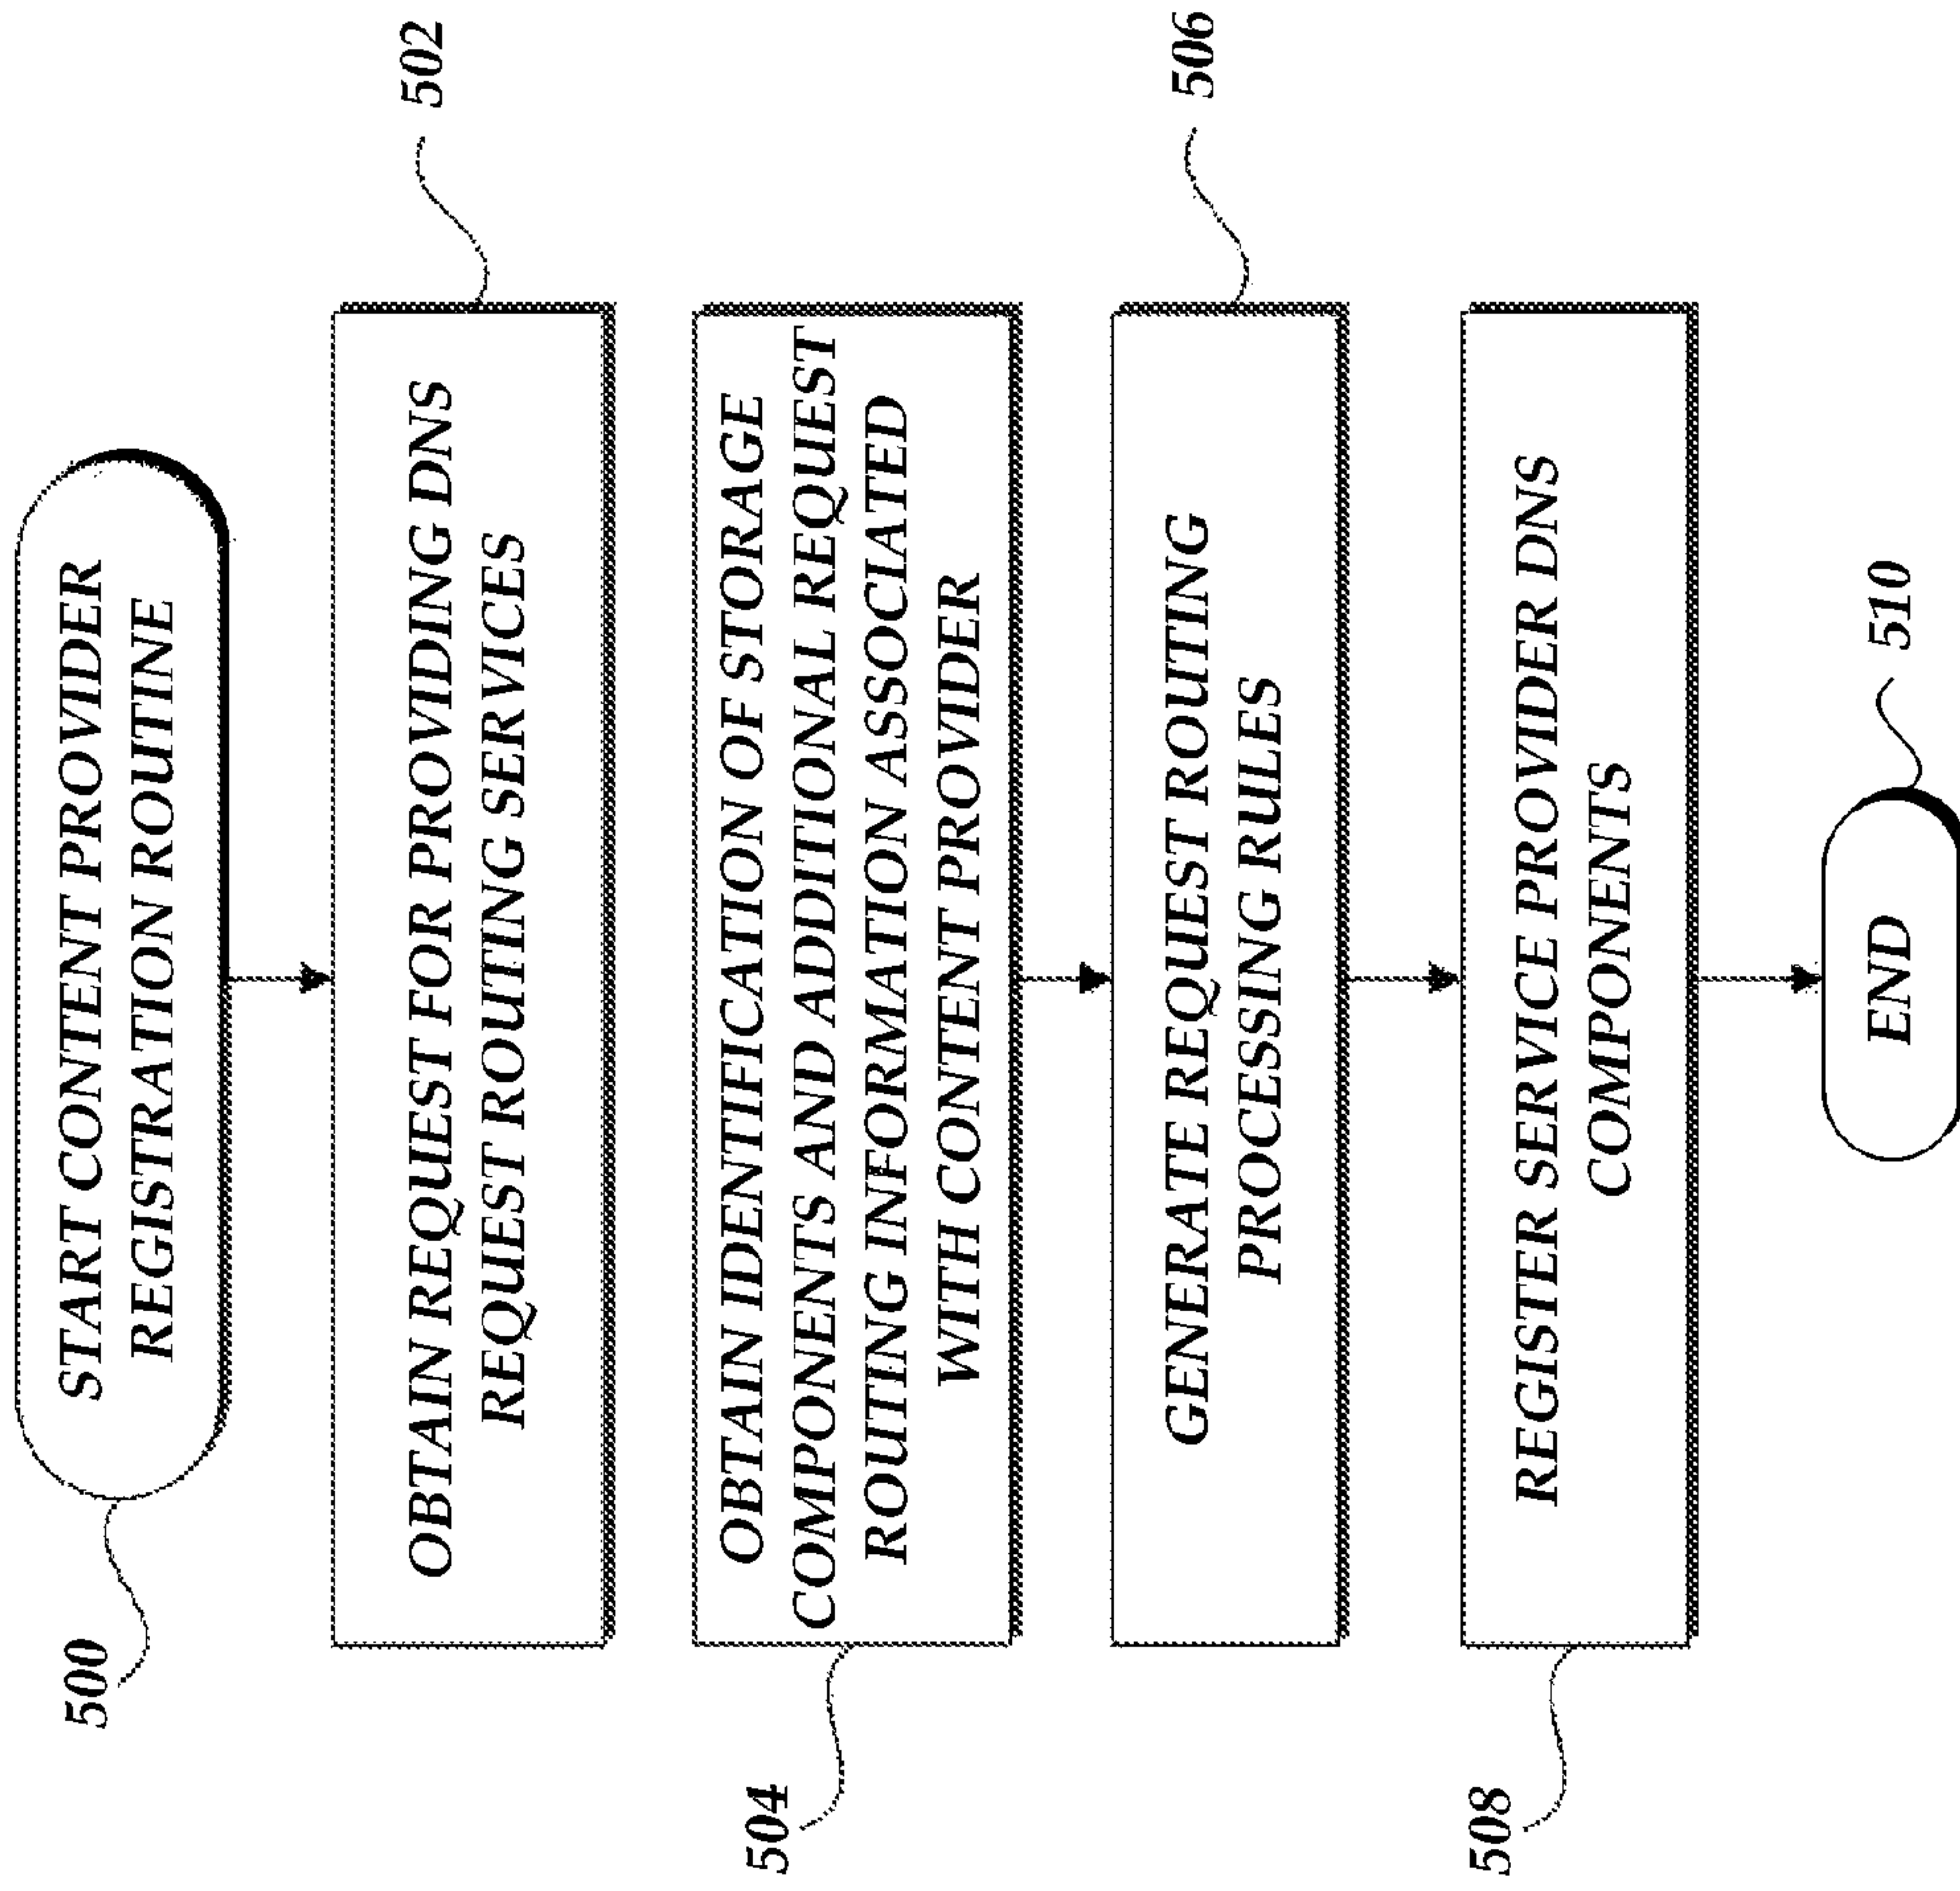 500
START CONTENT PROVIDER
REGISTRATION ROUTINE
502
OBTAIN REQUEST FOR PROVIDING DNS
REQUEST ROUTING SERVICES
504
OBTAIN IDENTIFICATION OF STORAGE
COMPONENTS AND ADDITIONAL REQUEST
ROUTING INFORMATION ASSOCIATED
WITH CONTENT PROVIDER
506
GENERATE REQUEST ROUTING
PROCESSING RULES
508
REGISTER SERVICE PROVIDER DNS
COMPONENTS
510
END